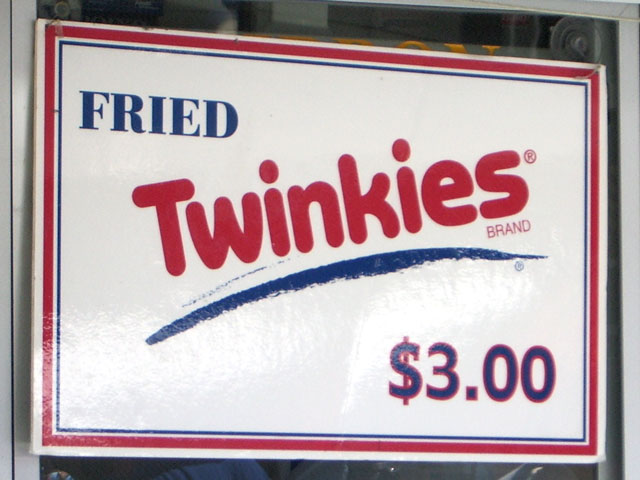 FRIED
Twinkies®
BRAND
®
$3.00